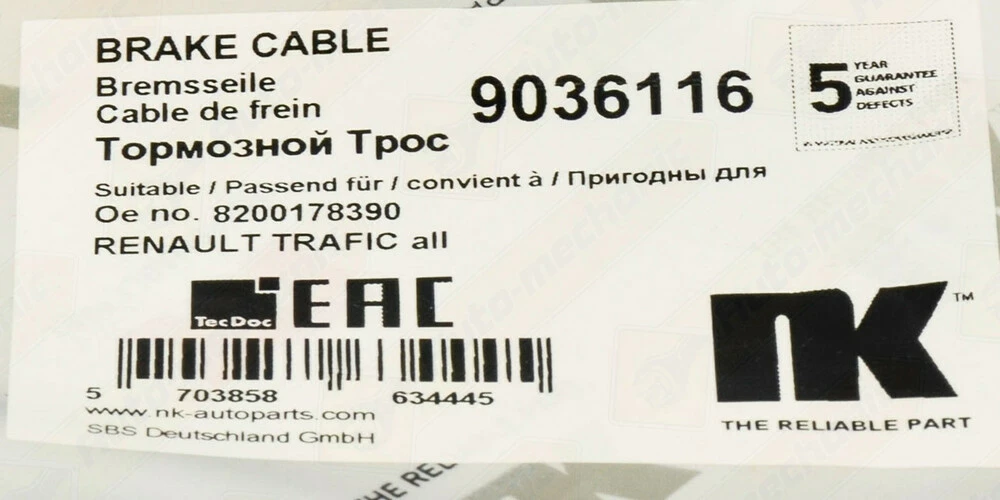 BRAKE CABLE
Bremsseile
Cable de frein
Тормозной Трос
9036116
5 YEAR
GUARANTEE
AGAINST
DEFECTS
Suitable / Passend für / convient à / Пригодны для
Oe no. 8200178390
RENAULT TRAFIC all
TecDoc EAC
5 703858 634445
www.nk-autoparts.com
SBS Deutschland GmbH
nk™
THE RELIABLE PART
THE REL